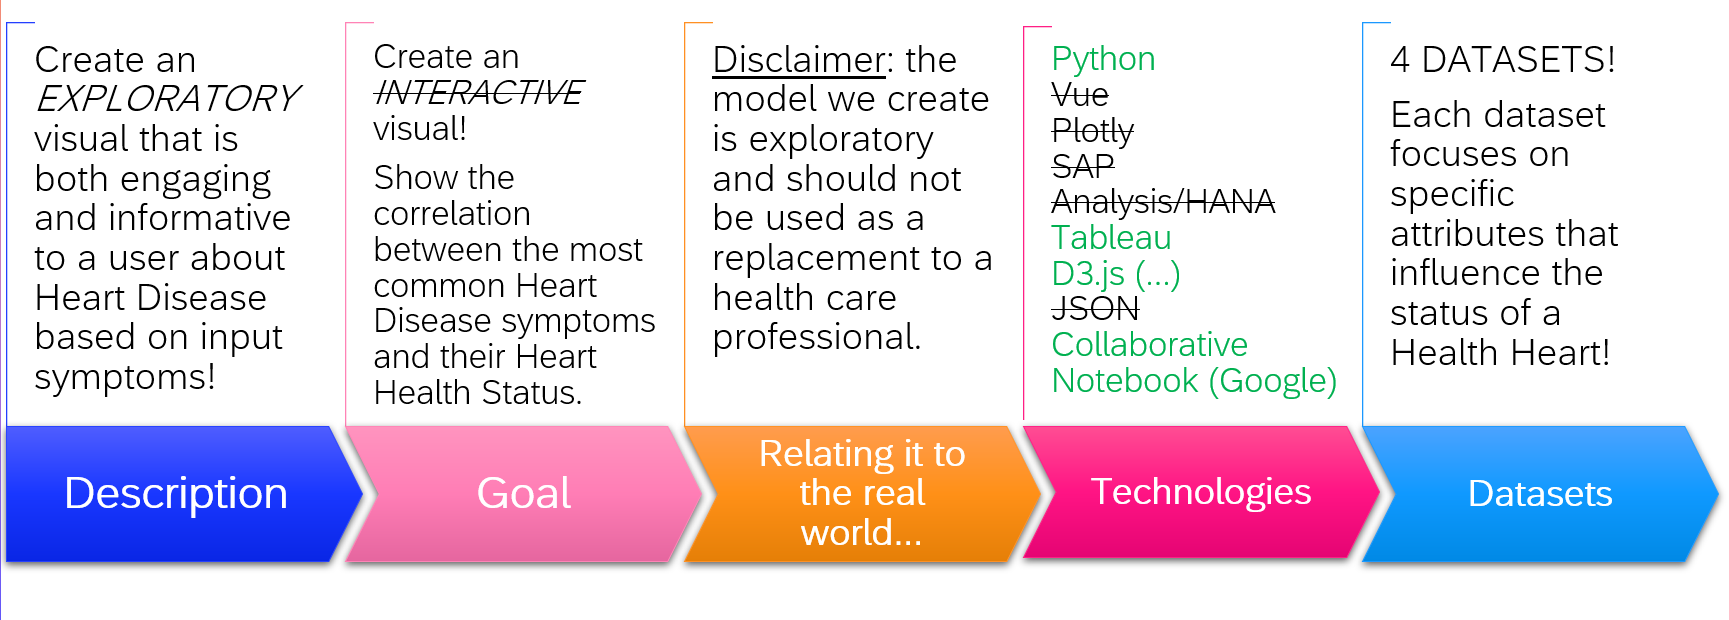 Create an
EXPLORATORY
visual that is
both engaging
and informative
to a user about
Heart Disease
based on input
symptoms!
Description
Create an
INTERACTIVE
visual!
Show the
correlation
between the most
common Heart
Disease symptoms
and their Heart
Health Status.
Goal
Disclaimer: the
model we create
is exploratory
and should not
be used as a
replacement to a
health care
professional.
Relating it to
the real
world...
Python
Vue
Plotly
SAP
Analysis/HANA
Tableau
D3.js (...)
JSON
Collaborative
Notebook (Google)
Technologies
4 DATASETS!
Each dataset
focuses on
specific
attributes that
influence the
status of a
Health Heart!
Datasets